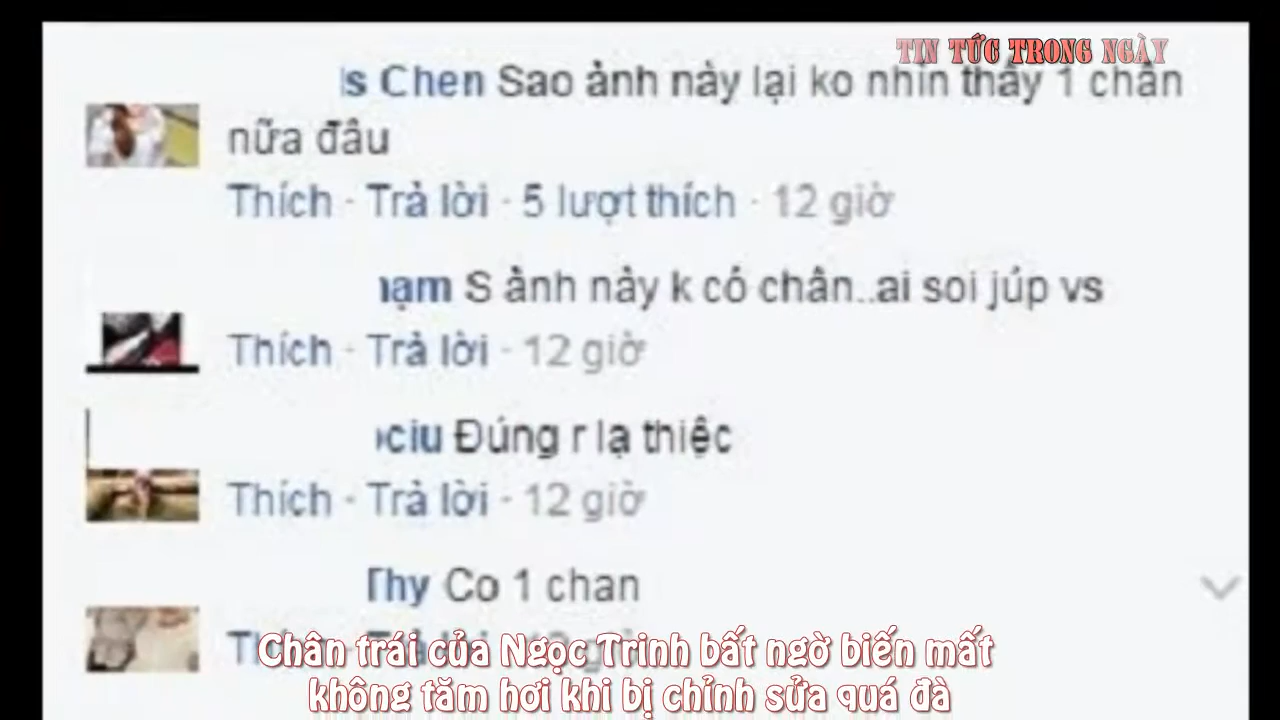 TIN TỨC TRONG NGÀY
s Chen Sao ảnh này lại ko nhìn thấy 1 chân
nữa đâu
Thích · Trả lời · 5 lượt thích · 12 giờ
ạm S ảnh này k có chân..ai soi júp vs
Thích · Trả lời · 12 giờ
ciu Đúng r lạ thiệc
Thích · Trả lời · 12 giờ
Thy Co 1 chan
Chân trái của Ngọc Trinh bất ngờ biến mất
không tăm hơi khi bị chỉnh sửa quá đà